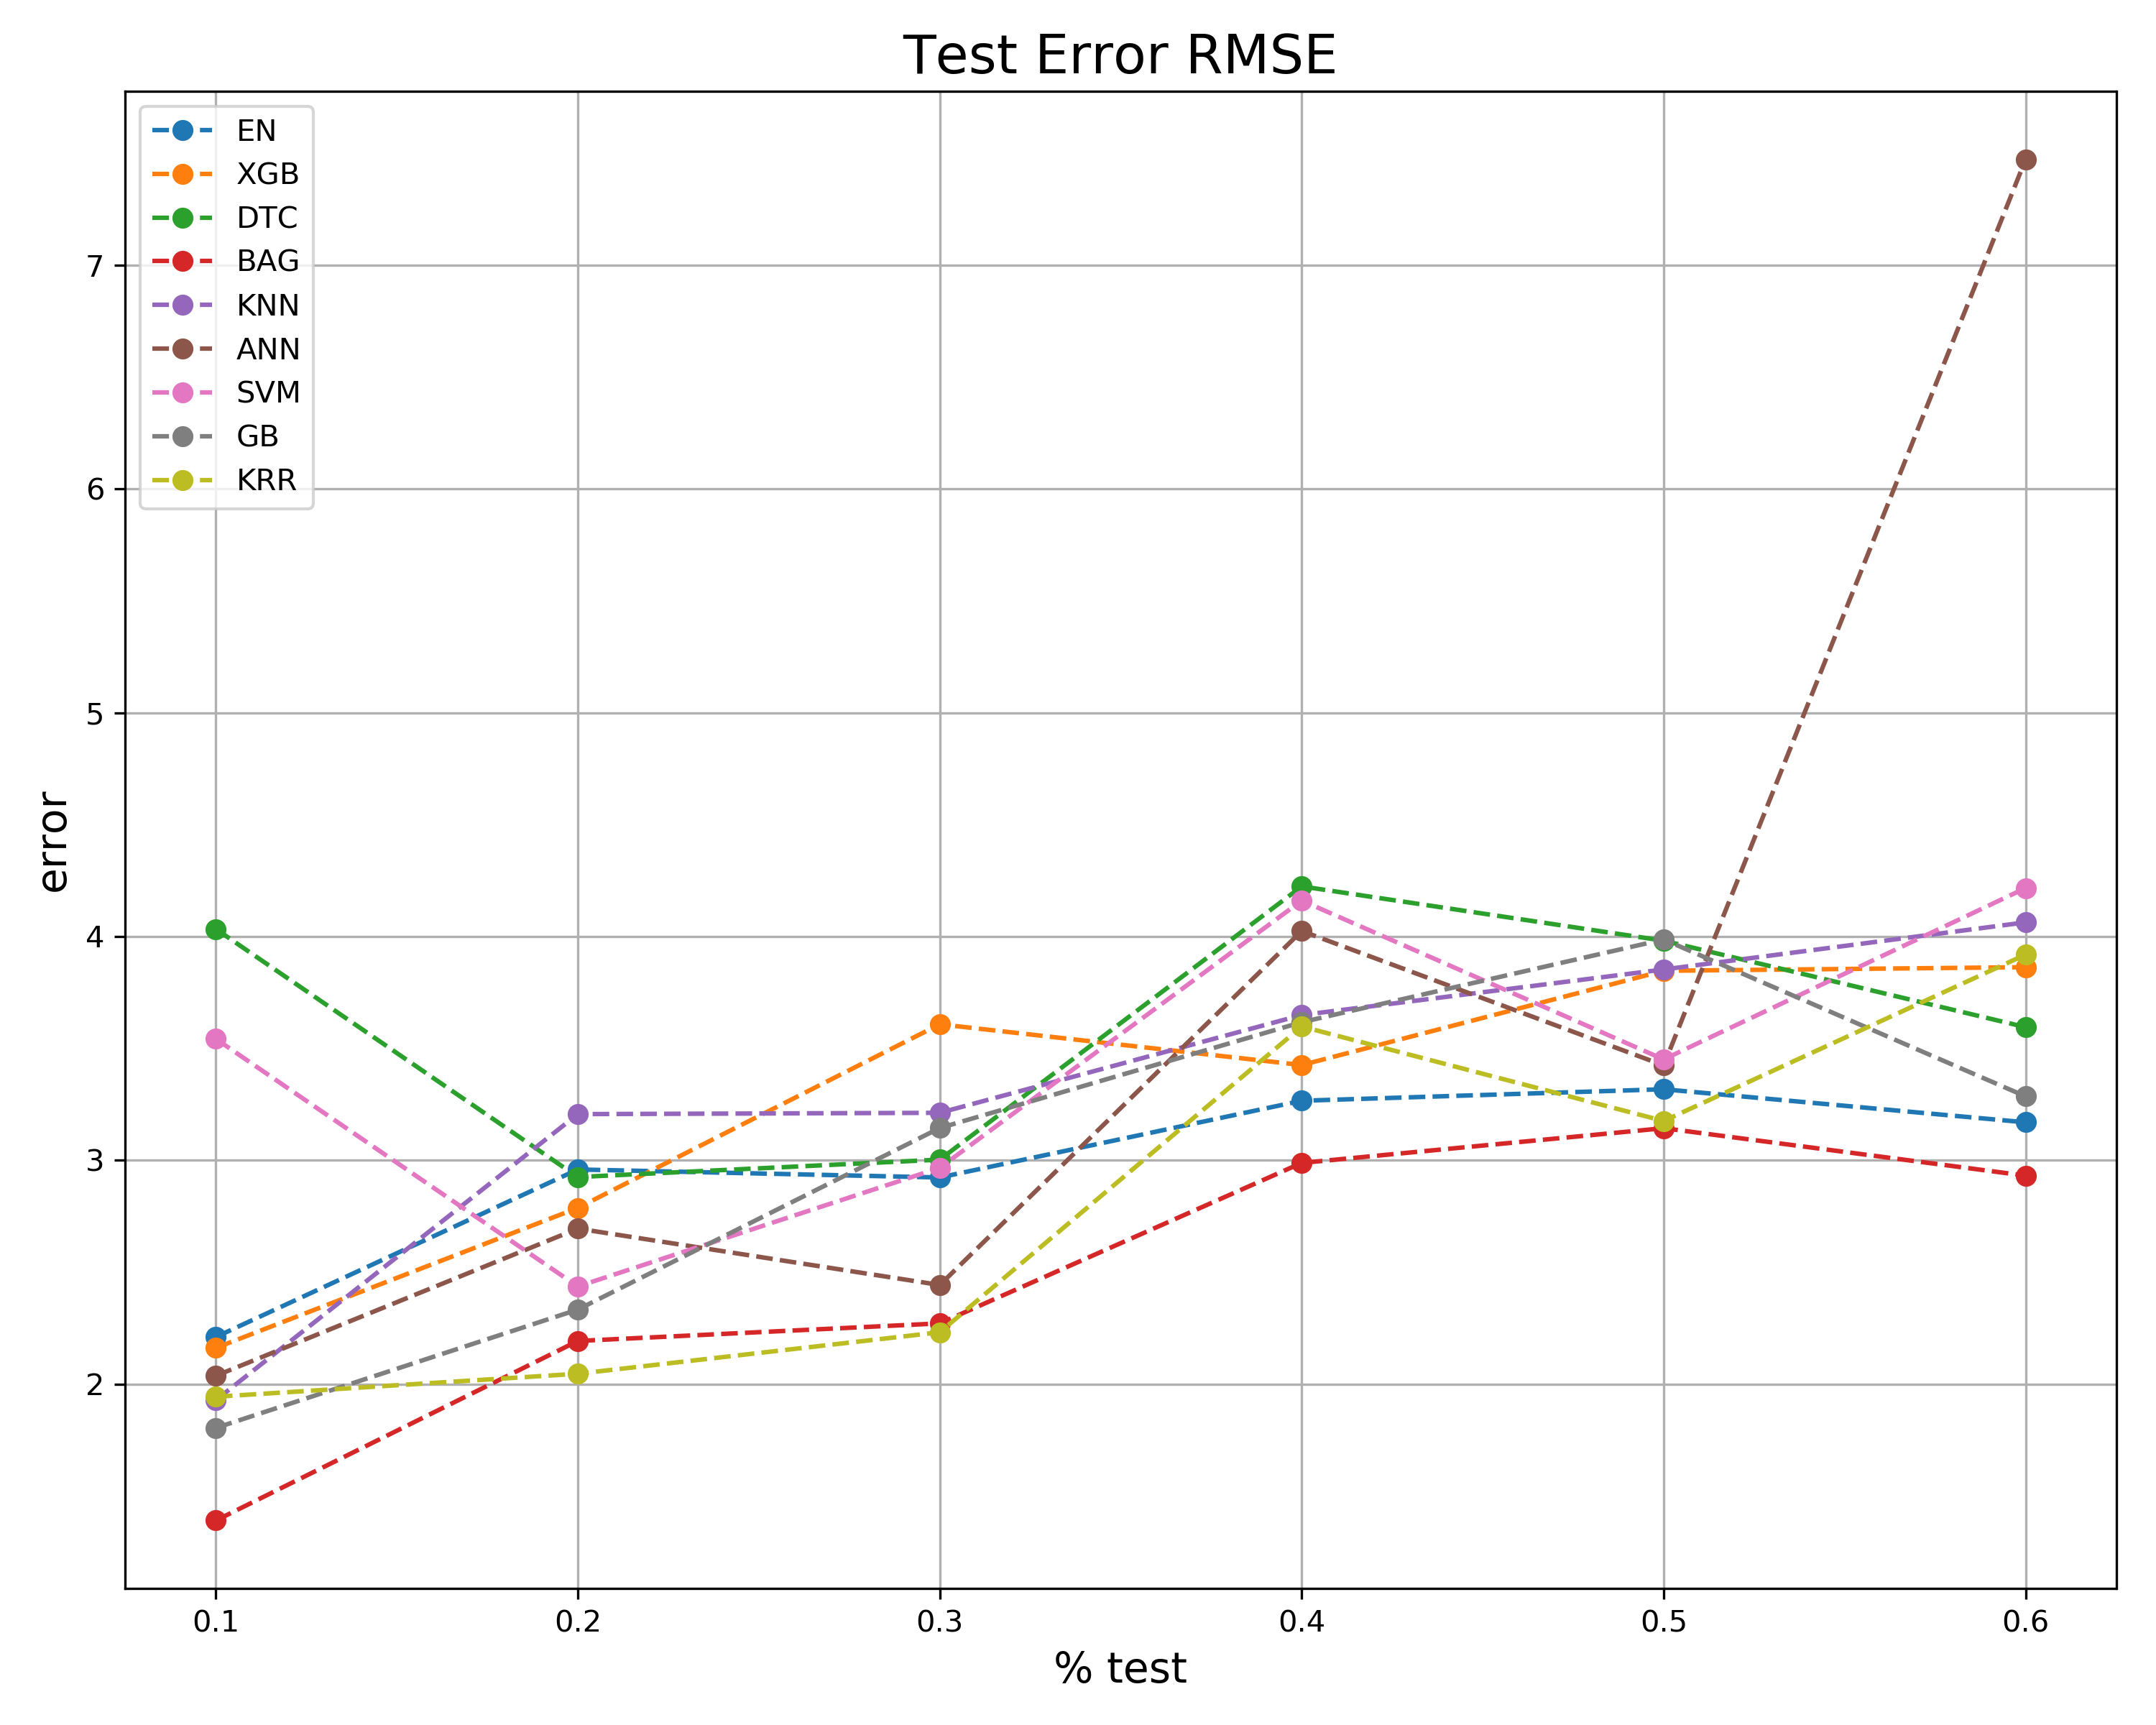 Test Error RMSE
EN
XGB
DTC
BAG
KNN
ANN
SVM
GB
KRR
7
6
5
4
3
2
error
0.1 0.2 0.3 0.4 0.5 0.6
% test